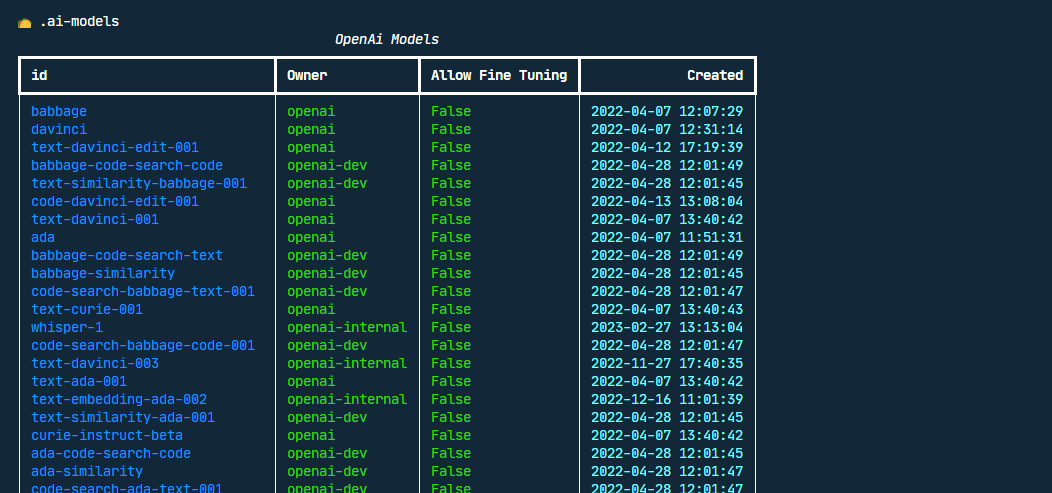 .ai-models
OpenAi Models
id Owner Allow Fine Tuning Created
babbage openai False 2022-04-07 12:07:29
davinci openai False 2022-04-07 12:31:14
text-davinci-edit-001 openai False 2022-04-12 17:19:39
babbage-code-search-code openai-dev False 2022-04-28 12:01:49
text-similarity-babbage-001 openai-dev False 2022-04-28 12:01:45
code-davinci-edit-001 openai False 2022-04-13 13:08:04
text-davinci-001 openai False 2022-04-07 13:40:42
ada openai False 2022-04-07 11:51:31
babbage-code-search-text openai-dev False 2022-04-28 12:01:49
babbage-similarity openai-dev False 2022-04-28 12:01:45
code-search-babbage-text-001 openai-dev False 2022-04-28 12:01:47
text-curie-001 openai False 2022-04-07 13:40:43
whisper-1 openai-internal False 2023-02-27 13:13:04
code-search-babbage-code-001 openai-dev False 2022-04-28 12:01:47
text-davinci-003 openai-internal False 2022-11-27 17:40:35
text-ada-001 openai False 2022-04-07 13:40:42
text-embedding-ada-002 openai-internal False 2022-12-16 11:01:39
text-similarity-ada-001 openai-dev False 2022-04-28 12:01:45
curie-instruct-beta openai False 2022-04-07 13:40:42
ada-code-search-code openai-dev False 2022-04-28 12:01:45
ada-similarity openai-dev False 2022-04-28 12:01:47
code-search-ada-text-001 openai-dev False 2022-04-28 12:01:47